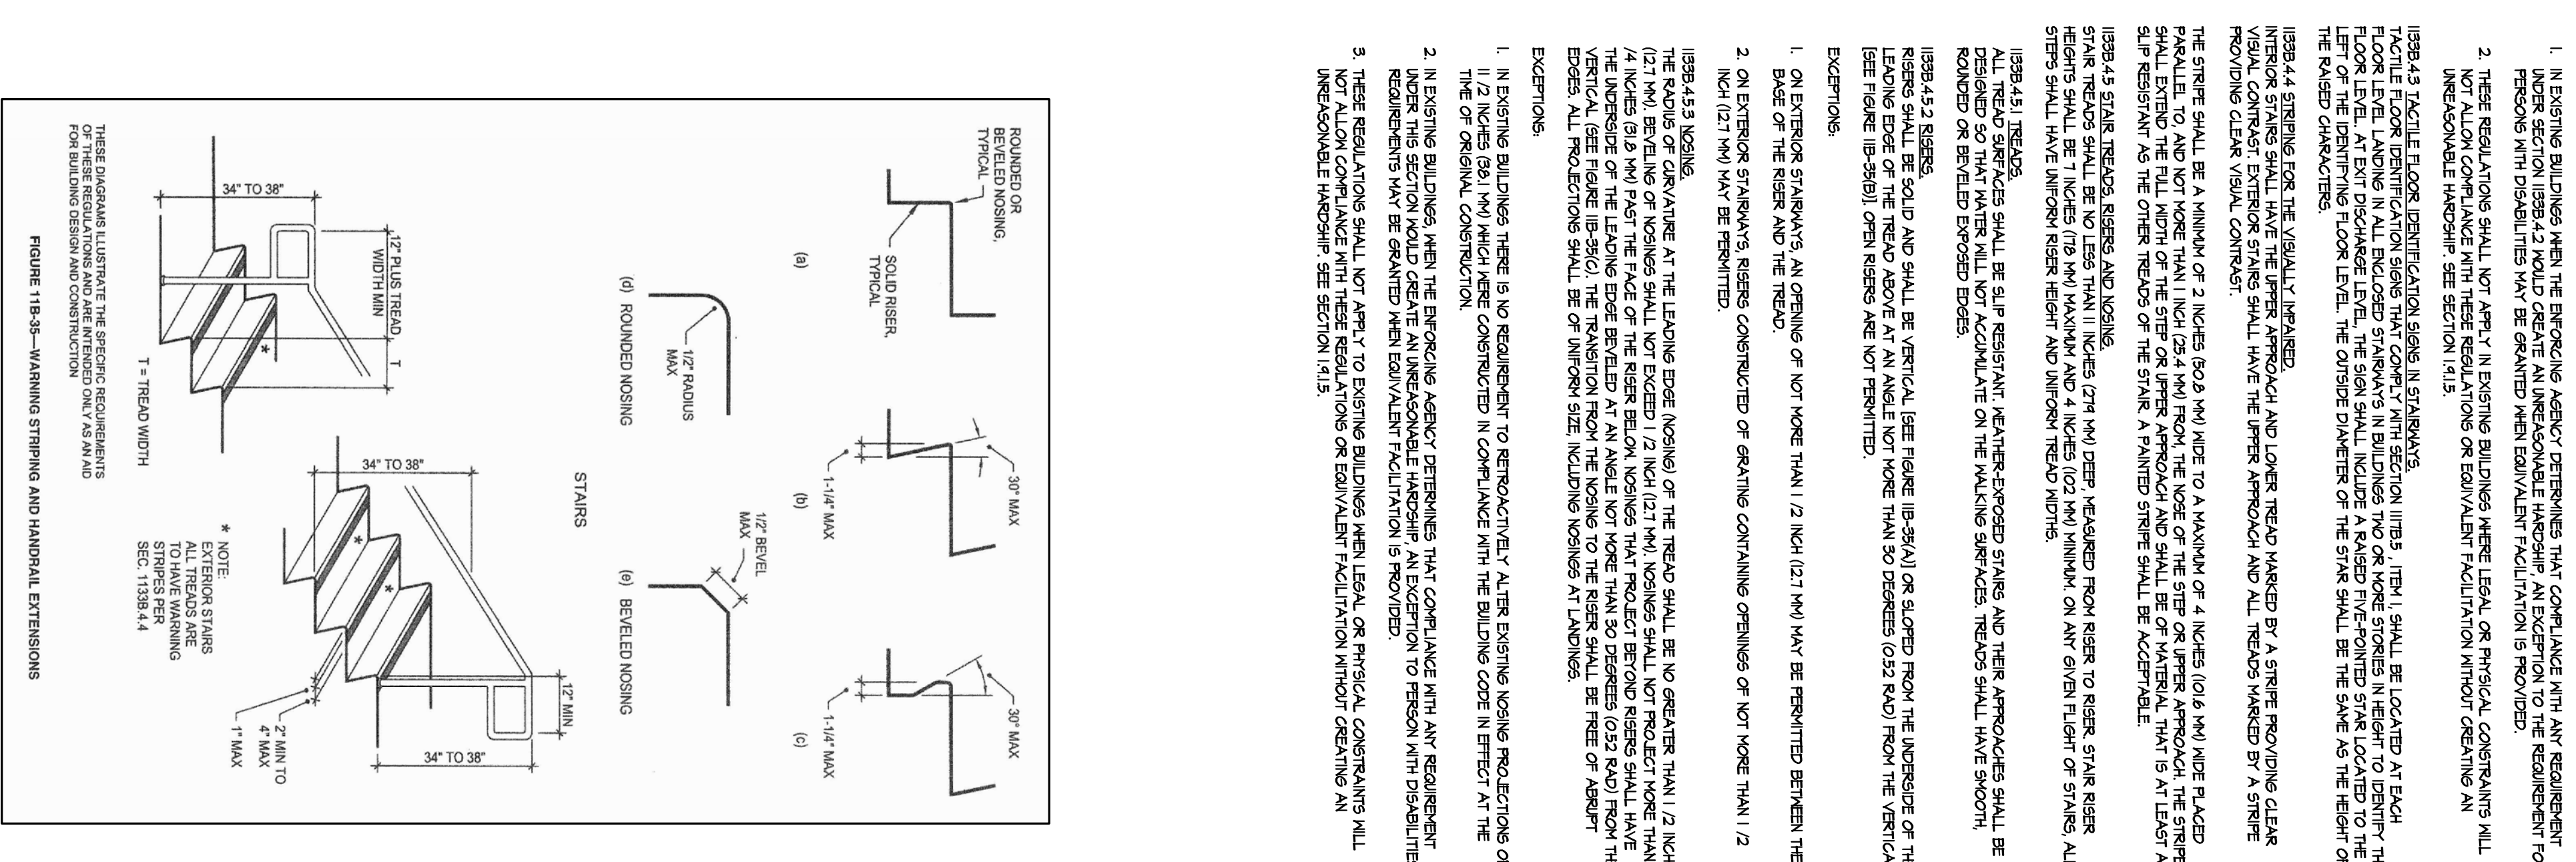 1. IN EXISTING BUILDINGS WHEN THE ENFORCING AGENCY DETERMINES THAT COMPLIANCE WITH ANY REQUIREMENT
UNDER SECTION 1133B.4.2 WOULD CREATE AN UNREASONABLE HARDSHIP, AN EXCEPTION TO THE REQUIREMENT FO
PERSONS WITH DISABILITIES MAY BE GRANTED WHEN EQUIVALENT FACILITATION IS PROVIDED.
2. THESE REGULATIONS SHALL NOT APPLY IN EXISTING BUILDINGS WHERE LEGAL OR PHYSICAL CONSTRAINTS WILL
NOT ALLOW COMPLIANCE WITH THESE REGULATIONS OR EQUIVALENT FACILITATION WITHOUT CREATING AN
UNREASONABLE HARDSHIP. SEE SECTION 1.9.1.5.
1133B.4.3 TACTILE FLOOR IDENTIFICATION SIGNS IN STAIRWAYS.
TACTILE FLOOR IDENTIFICATION SIGNS THAT COMPLY WITH SECTION 1117B.5 , ITEM 1, SHALL BE LOCATED AT EACH
FLOOR LEVEL LANDING IN ALL ENCLOSED STAIRWAYS IN BUILDINGS TWO OR MORE STORIES IN HEIGHT TO IDENTIFY TH
FLOOR LEVEL. AT EXIT DISCHARGE LEVEL, THE SIGN SHALL INCLUDE A RAISED FIVE-POINTED STAR LOCATED TO THE
LEFT OF THE IDENTIFYING FLOOR LEVEL. THE OUTSIDE DIAMETER OF THE STAR SHALL BE THE SAME AS THE HEIGHT O
THE RAISED CHARACTERS.
1133B.4.4 STRIPING FOR THE VISUALLY IMPAIRED.
INTERIOR STAIRS SHALL HAVE THE UPPER APPROACH AND LOWER TREAD MARKED BY A STRIPE PROVIDING CLEAR
VISUAL CONTRAST. EXTERIOR STAIRS SHALL HAVE THE UPPER APPROACH AND ALL TREADS MARKED BY A STRIPE
PROVIDING CLEAR VISUAL CONTRAST.
THE STRIPE SHALL BE A MINIMUM OF 2 INCHES (50.8 MM) WIDE TO A MAXIMUM OF 4 INCHES (101.6 MM) WIDE PLACED
PARALLEL TO, AND NOT MORE THAN 1 INCH (25.4 MM) FROM, THE NOSE OF THE STEP OR UPPER APPROACH. THE STRIPE
SHALL EXTEND THE FULL WIDTH OF THE STEP OR UPPER APPROACH AND SHALL BE OF MATERIAL THAT IS AT LEAST A
SLIP RESISTANT AS THE OTHER TREADS OF THE STAIR. A PAINTED STRIPE SHALL BE ACCEPTABLE.
1133B.4.5 STAIR TREADS, RISERS AND NOSING.
STAIR TREADS SHALL BE NO LESS THAN 11 INCHES (279 MM) DEEP, MEASURED FROM RISER TO RISER. STAIR RISER
HEIGHTS SHALL BE 7 INCHES (178 MM) MAXIMUM AND 4 INCHES (102 MM) MINIMUM. ON ANY GIVEN FLIGHT OF STAIRS, AL
STEPS SHALL HAVE UNIFORM RISER HEIGHT AND UNIFORM TREAD WIDTHS.
1133B.4.5.1 TREADS.
ALL TREAD SURFACES SHALL BE SLIP RESISTANT. WEATHER-EXPOSED STAIRS AND THEIR APPROACHES SHALL BE
DESIGNED SO THAT WATER WILL NOT ACCUMULATE ON THE WALKING SURFACES. TREADS SHALL HAVE SMOOTH,
ROUNDED OR BEVELED EXPOSED EDGES.
1133B.4.5.2 RISERS.
RISERS SHALL BE SOLID AND SHALL BE VERTICAL [SEE FIGURE 11B-35(A)] OR SLOPED FROM THE UNDERSIDE OF TH
LEADING EDGE OF THE TREAD ABOVE AT AN ANGLE NOT MORE THAN 30 DEGREES (0.52 RAD) FROM THE VERTICA
[SEE FIGURE 11B-35(B)]. OPEN RISERS ARE NOT PERMITTED.
EXCEPTIONS:
1. ON EXTERIOR STAIRWAYS, AN OPENING OF NOT MORE THAN 1 /2 INCH (12.7 MM) MAY BE PERMITTED BETWEEN THE
BASE OF THE RISER AND THE TREAD.
2. ON EXTERIOR STAIRWAYS, RISERS CONSTRUCTED OF GRATING CONTAINING OPENINGS OF NOT MORE THAN 1 /2
INCH (12.7 MM) MAY BE PERMITTED.
1133B.4.5.3 NOSING.
THE RADIUS OF CURVATURE AT THE LEADING EDGE (NOSING) OF THE TREAD SHALL BE NO GREATER THAN 1 /2 INCH
(12.7 MM). BEVELING OF NOSINGS SHALL NOT EXCEED 1 /2 INCH (12.7 MM). NOSINGS SHALL NOT PROJECT MORE THAN
/4 INCHES (31.8 MM) PAST THE FACE OF THE RISER BELOW. NOSINGS THAT PROJECT BEYOND RISERS SHALL HAVE
THE UNDERSIDE OF THE LEADING EDGE BEVELED AT AN ANGLE NOT MORE THAN 30 DEGREES (0.52 RAD) FROM TH
VERTICAL (SEE FIGURE 11B-35(C). THE TRANSITION FROM THE NOSING TO THE RISER SHALL BE FREE OF ABRUPT
EDGES. ALL PROJECTIONS SHALL BE OF UNIFORM SIZE, INCLUDING NOSINGS AT LANDINGS.
EXCEPTIONS:
1. IN EXISTING BUILDINGS THERE IS NO REQUIREMENT TO RETROACTIVELY ALTER EXISTING NOSING PROJECTIONS O
11 /2 INCHES (38.1 MM) WHICH WERE CONSTRUCTED IN COMPLIANCE WITH THE BUILDING CODE IN EFFECT AT THE
TIME OF ORIGINAL CONSTRUCTION.
2. IN EXISTING BUILDINGS, WHEN THE ENFORCING AGENCY DETERMINES THAT COMPLIANCE WITH ANY REQUIREMENT
UNDER THIS SECTION WOULD CREATE AN UNREASONABLE HARDSHIP, AN EXCEPTION TO PERSON WITH DISABILITIE
REQUIREMENTS MAY BE GRANTED WHEN EQUIVALENT FACILITATION IS PROVIDED.
3. THESE REGULATIONS SHALL NOT APPLY TO EXISTING BUILDINGS WHEN LEGAL OR PHYSICAL CONSTRAINTS WILL
NOT ALLOW COMPLIANCE WITH THESE REGULATIONS OR EQUIVALENT FACILITATION WITHOUT CREATING AN
UNREASONABLE HARDSHIP. SEE SECTION 1.9.1.5.
ROUNDED OR
BEVELED NOSING,
TYPICAL
SOLID RISER,
TYPICAL
(a)
30° MAX
1-1/4" MAX
(b)
30° MAX
1-1/4" MAX
(c)
1/2" RADIUS
MAX
(d) ROUNDED NOSING
1/2" BEVEL
MAX
(e) BEVELED NOSING
STAIRS
12" PLUS TREAD
WIDTH MIN
T
34" TO 38"
T = TREAD WIDTH
34" TO 38"
12" MIN
34" TO 38"
2" MIN TO
4" MAX
1" MAX
*
*
*
* NOTE:
EXTERIOR STAIRS
ALL TREADS ARE
TO HAVE WARNING
STRIPES PER
SEC. 1133B.4.4
THESE DIAGRAMS ILLUSTRATE THE SPECIFIC REQUIREMENTS
OF THESE REGULATIONS AND ARE INTENDED ONLY AS AN AID
FOR BUILDING DESIGN AND CONSTRUCTION
FIGURE 11B-35—WARNING STRIPING AND HANDRAIL EXTENSIONS